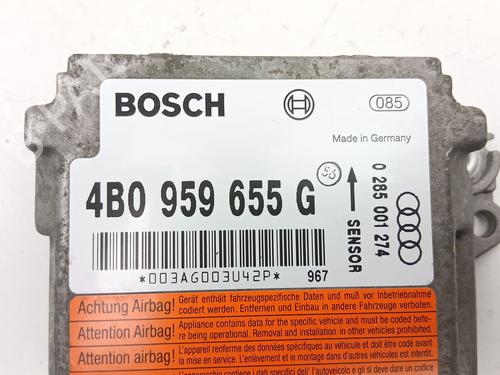 BOSCH
085
Made in Germany
4B0 959 655 G
56
SENSOR
0 285 001 274
*003AG003U42P*
967
Achtung Airbag! Gerät enthält fahrzeugspezifische Daten und muß vor Inbetriebnahme
codiert werden. Entfernen und Einbau in andere Fahrzeuge verboten.
Attention Airbag! Appliance contains data for the specific vehicle and must be coded before
being operational. Removal and installation in other vehicles prohibited.
Attention airbag! L'appareil renferme des données spécifiques au véhicule et doit être codé avant
la mise en service. L'enlèvement et le montage dans d'autres véhicules est interdit.